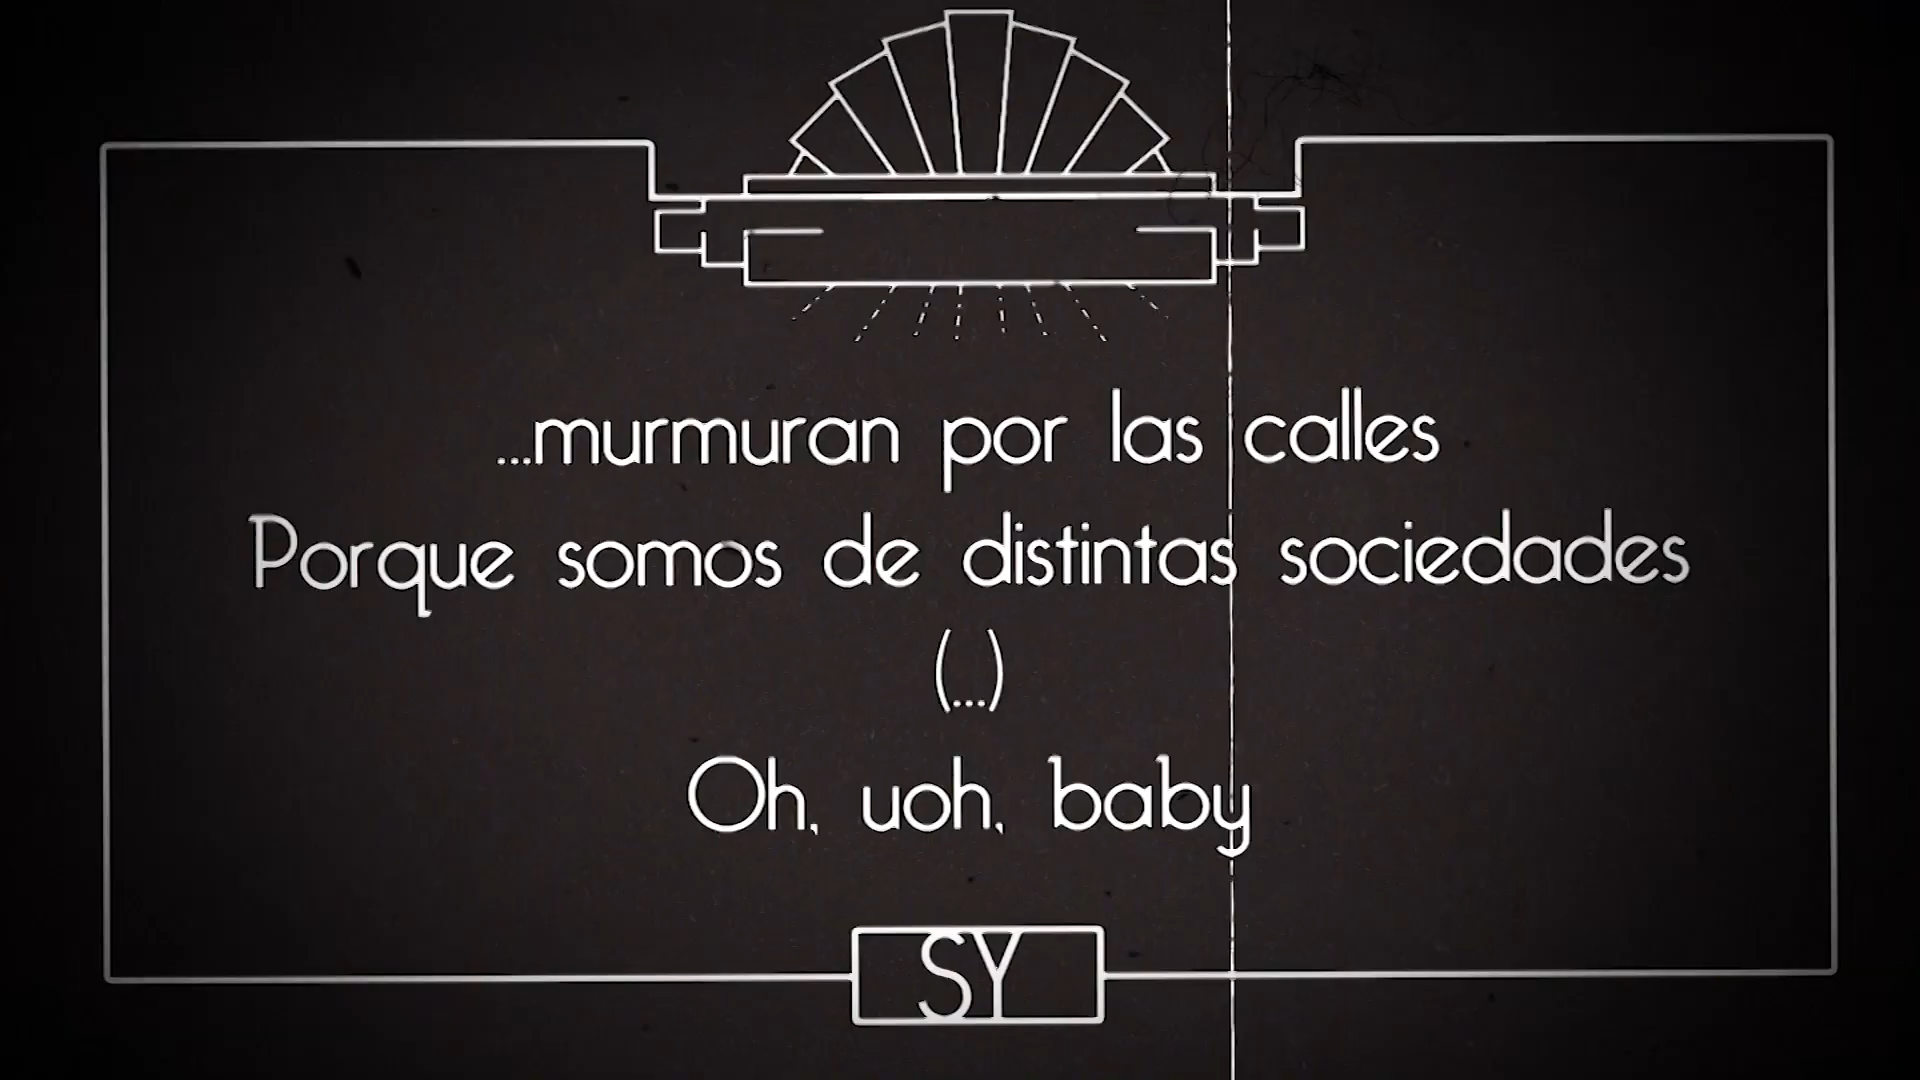 ...murmuran por las calles
Porque somos de distintas sociedades
(...)
Oh, uoh, baby
SY